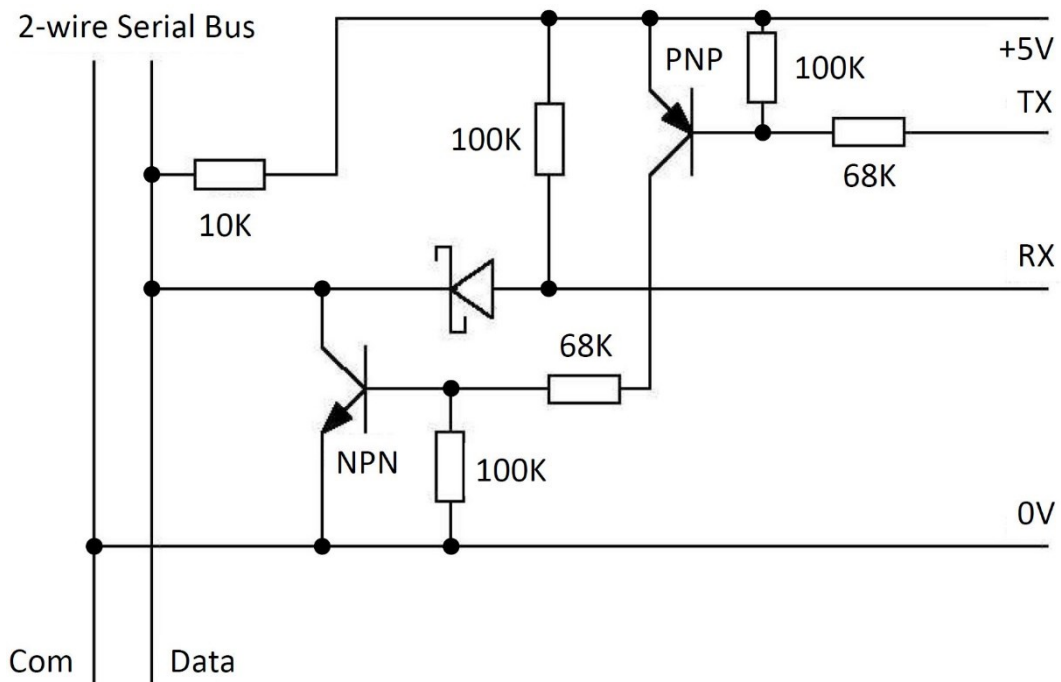 2-wire Serial Bus
PNP
+5V
100K
TX
100K
68K
10K
RX
68K
NPN
100K
0V
Com
Data